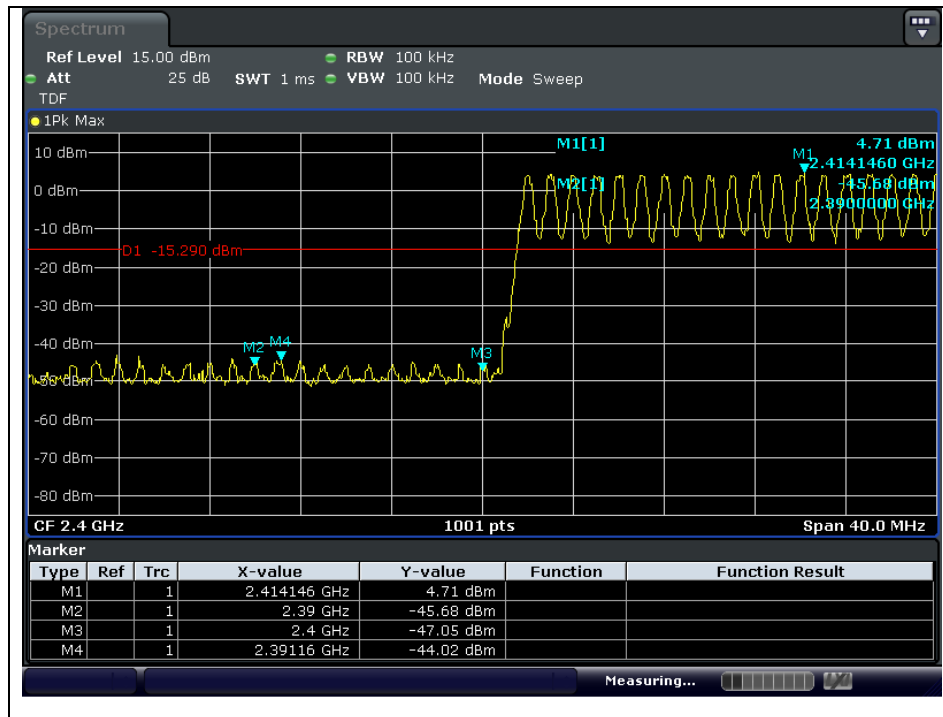 Spectrum
Ref Level 15.00 dBm RBW 100 kHz
Att 25 dB SWT 1 ms VBW 100 kHz Mode Sweep
TDF
1Pk Max
M1[1] 4.71 dBm
2.4141460 GHz
M2[1] -45.68 dBm
2.3900000 GHz
M1
10 dBm
0 dBm
-10 dBm
D1 -15.290 dBm
-20 dBm
-30 dBm
-40 dBm
M2 M4 M3
-50 dBm
-60 dBm
-70 dBm
-80 dBm
CF 2.4 GHz 1001 pts Span 40.0 MHz
Marker
Type Ref Trc X-value Y-value Function Function Result
M1 1 2.414146 GHz 4.71 dBm
M2 1 2.39 GHz -45.68 dBm
M3 1 2.4 GHz -47.05 dBm
M4 1 2.39116 GHz -44.02 dBm
Measuring...